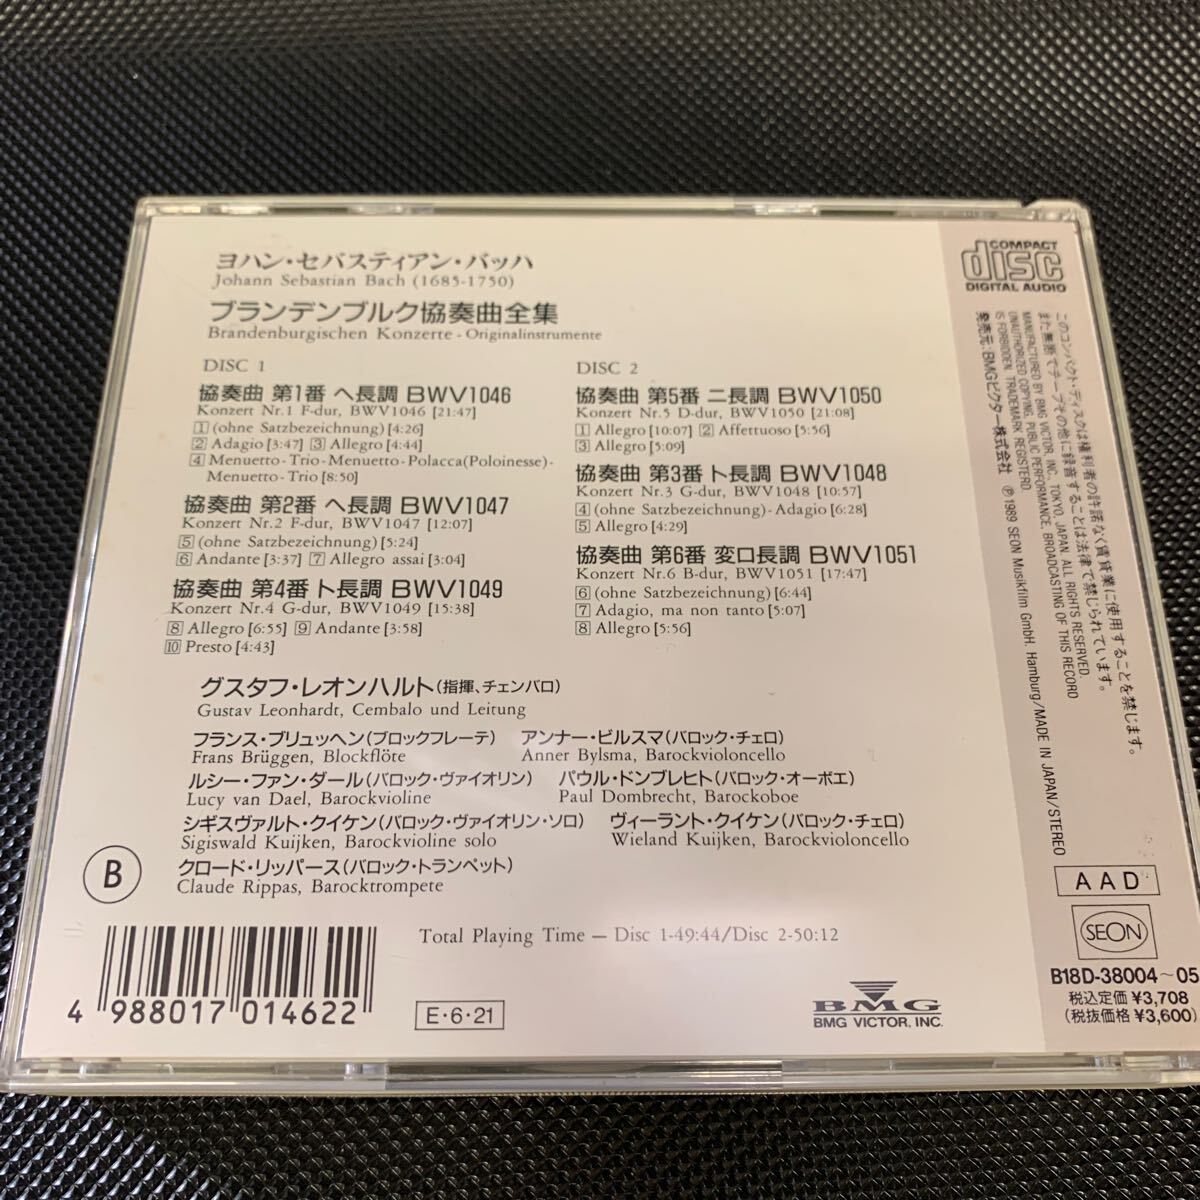 ヨハン・セバスティアン・バッハ
Johann Sebastian Bach (1685-1750)
ブランデンブルク協奏曲全集
Brandenburgischen Konzerte - Originalinstrumente
DISC 1
協奏曲 第1番 ヘ長調 BWV1046
Konzert Nr.1 F-dur, BWV1046 [21:47]
1 (ohne Satzbezeichnung) [4:26]
2 Adagio [3:47] 3 Allegro [4:44]
4 Menuetto-Trio-Menuetto-Polacca(Poloinesse)-
Menuetto-Trio [8:50]
協奏曲 第2番 ヘ長調 BWV1047
Konzert Nr.2 F-dur, BWV1047 [12:07]
5 (ohne Satzbezeichnung) [5:24]
6 Andante [3:37] 7 Allegro assai [3:04]
協奏曲 第4番 ト長調 BWV1049
Konzert Nr.4 G-dur, BWV1049 [15:38]
8 Allegro [6:55] 9 Andante [3:58]
10 Presto [4:43]
DISC 2
協奏曲 第5番 ニ長調 BWV1050
Konzert Nr.5 D-dur, BWV1050 [21:08]
1 Allegro [10:07] 2 Affettuoso [5:56]
3 Allegro [5:09]
協奏曲 第3番 ト長調 BWV1048
Konzert Nr.3 G-dur, BWV1048 [10:57]
4 (ohne Satzbezeichnung)- Adagio [6:28]
5 Allegro [4:29]
協奏曲 第6番 変ロ長調 BWV1051
Konzert Nr.6 B-dur, BWV1051 [17:47]
6 (ohne Satzbezeichnung) [6:44]
7 Adagio, ma non tanto [5:07]
8 Allegro [5:56]
グスタフ・レオンハルト(指揮、チェンバロ)
Gustav Leonhardt, Cembalo und Leitung
フランス・ブリュッヘン(ブロックフレーテ)
Frans Brüggen, Blockflöte
アンナー・ビルスマ(バロック・チェロ)
Anner Bylsma, Barockvioloncello
ルシー・ファン・ダール(バロック・ヴァイオリン)
Lucy van Dael, Barockvioline
パウル・ドンブレヒト(バロック・オーボエ)
Paul Dombrecht, Barockoboe
シギスヴァルト・クイケン(バロック・ヴァイオリン・ソロ)
Sigiswald Kuijken, Barockvioline solo
ヴィーラント・クイケン(バロック・チェロ)
Wieland Kuijken, Barockvioloncello
クロード・リッパース(バロック・トランペット)
Claude Rippas, Barocktrompete
B
Total Playing Time — Disc 1-49:44/Disc 2-50:12
4 988017 014622
E・6・21
BMG
BMG VICTOR, INC.
COMPACT
disc
DIGITAL AUDIO
このコンパクト・ディスクは権利者の許諾なく賃貸業に使用することを禁じます。
また無断でテープその他に録音することは法律で禁じられています。
MANUFACTURED BY BMG VICTOR, INC., TOKYO, JAPAN. ALL RIGHTS RESERVED.
UNAUTHORIZED COPYING, PUBLIC PERFORMANCE, BROADCASTING OF THIS RECORD
IS FORBIDDEN. TRADEMARK REGISTERD.
発売元：BMGビクター株式会社 ℗1989 SEON Musikfilm GmbH. Hamburg/MADE IN JAPAN/STEREO
AAD
SEON
B18D-38004～05
税込定価 ¥3,708
(税抜価格 ¥3,600)